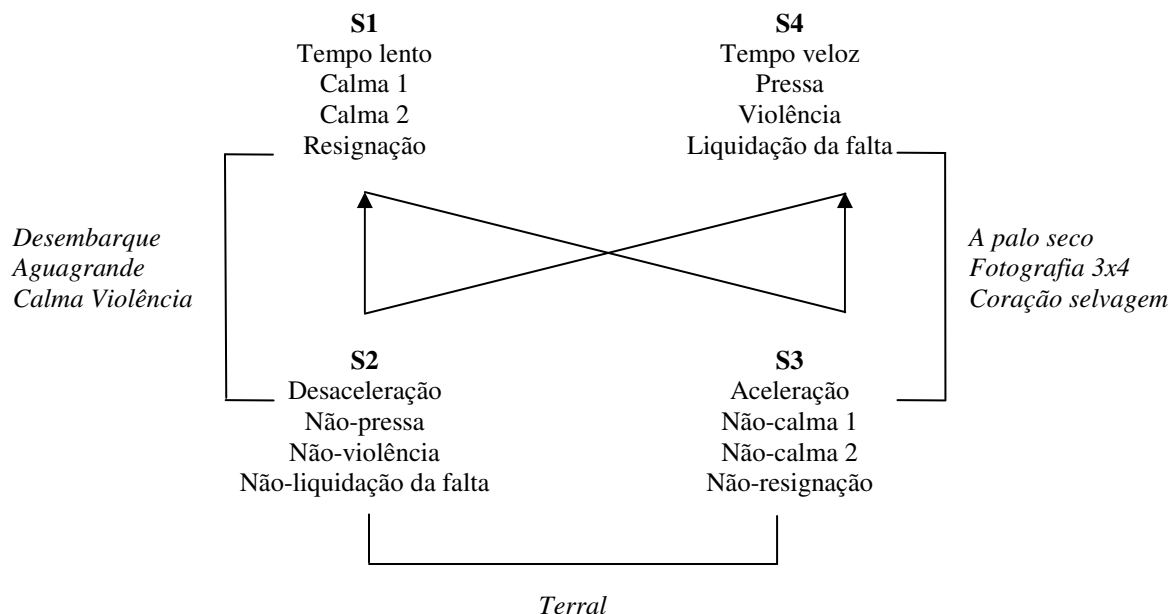 S1
Tempo lento
Calma 1
Calma 2
Resignação
S4
Tempo veloz
Pressa
Violência
Liquidação da falta
Desembarque
Aguagrande
Calma Violência
A palo seco
Fotografia 3x4
Coração selvagem
S2
Desaceleração
Não-pressa
Não-violência
Não-liquidação da falta
S3
Aceleração
Não-calma 1
Não-calma 2
Não-resignação
Terral